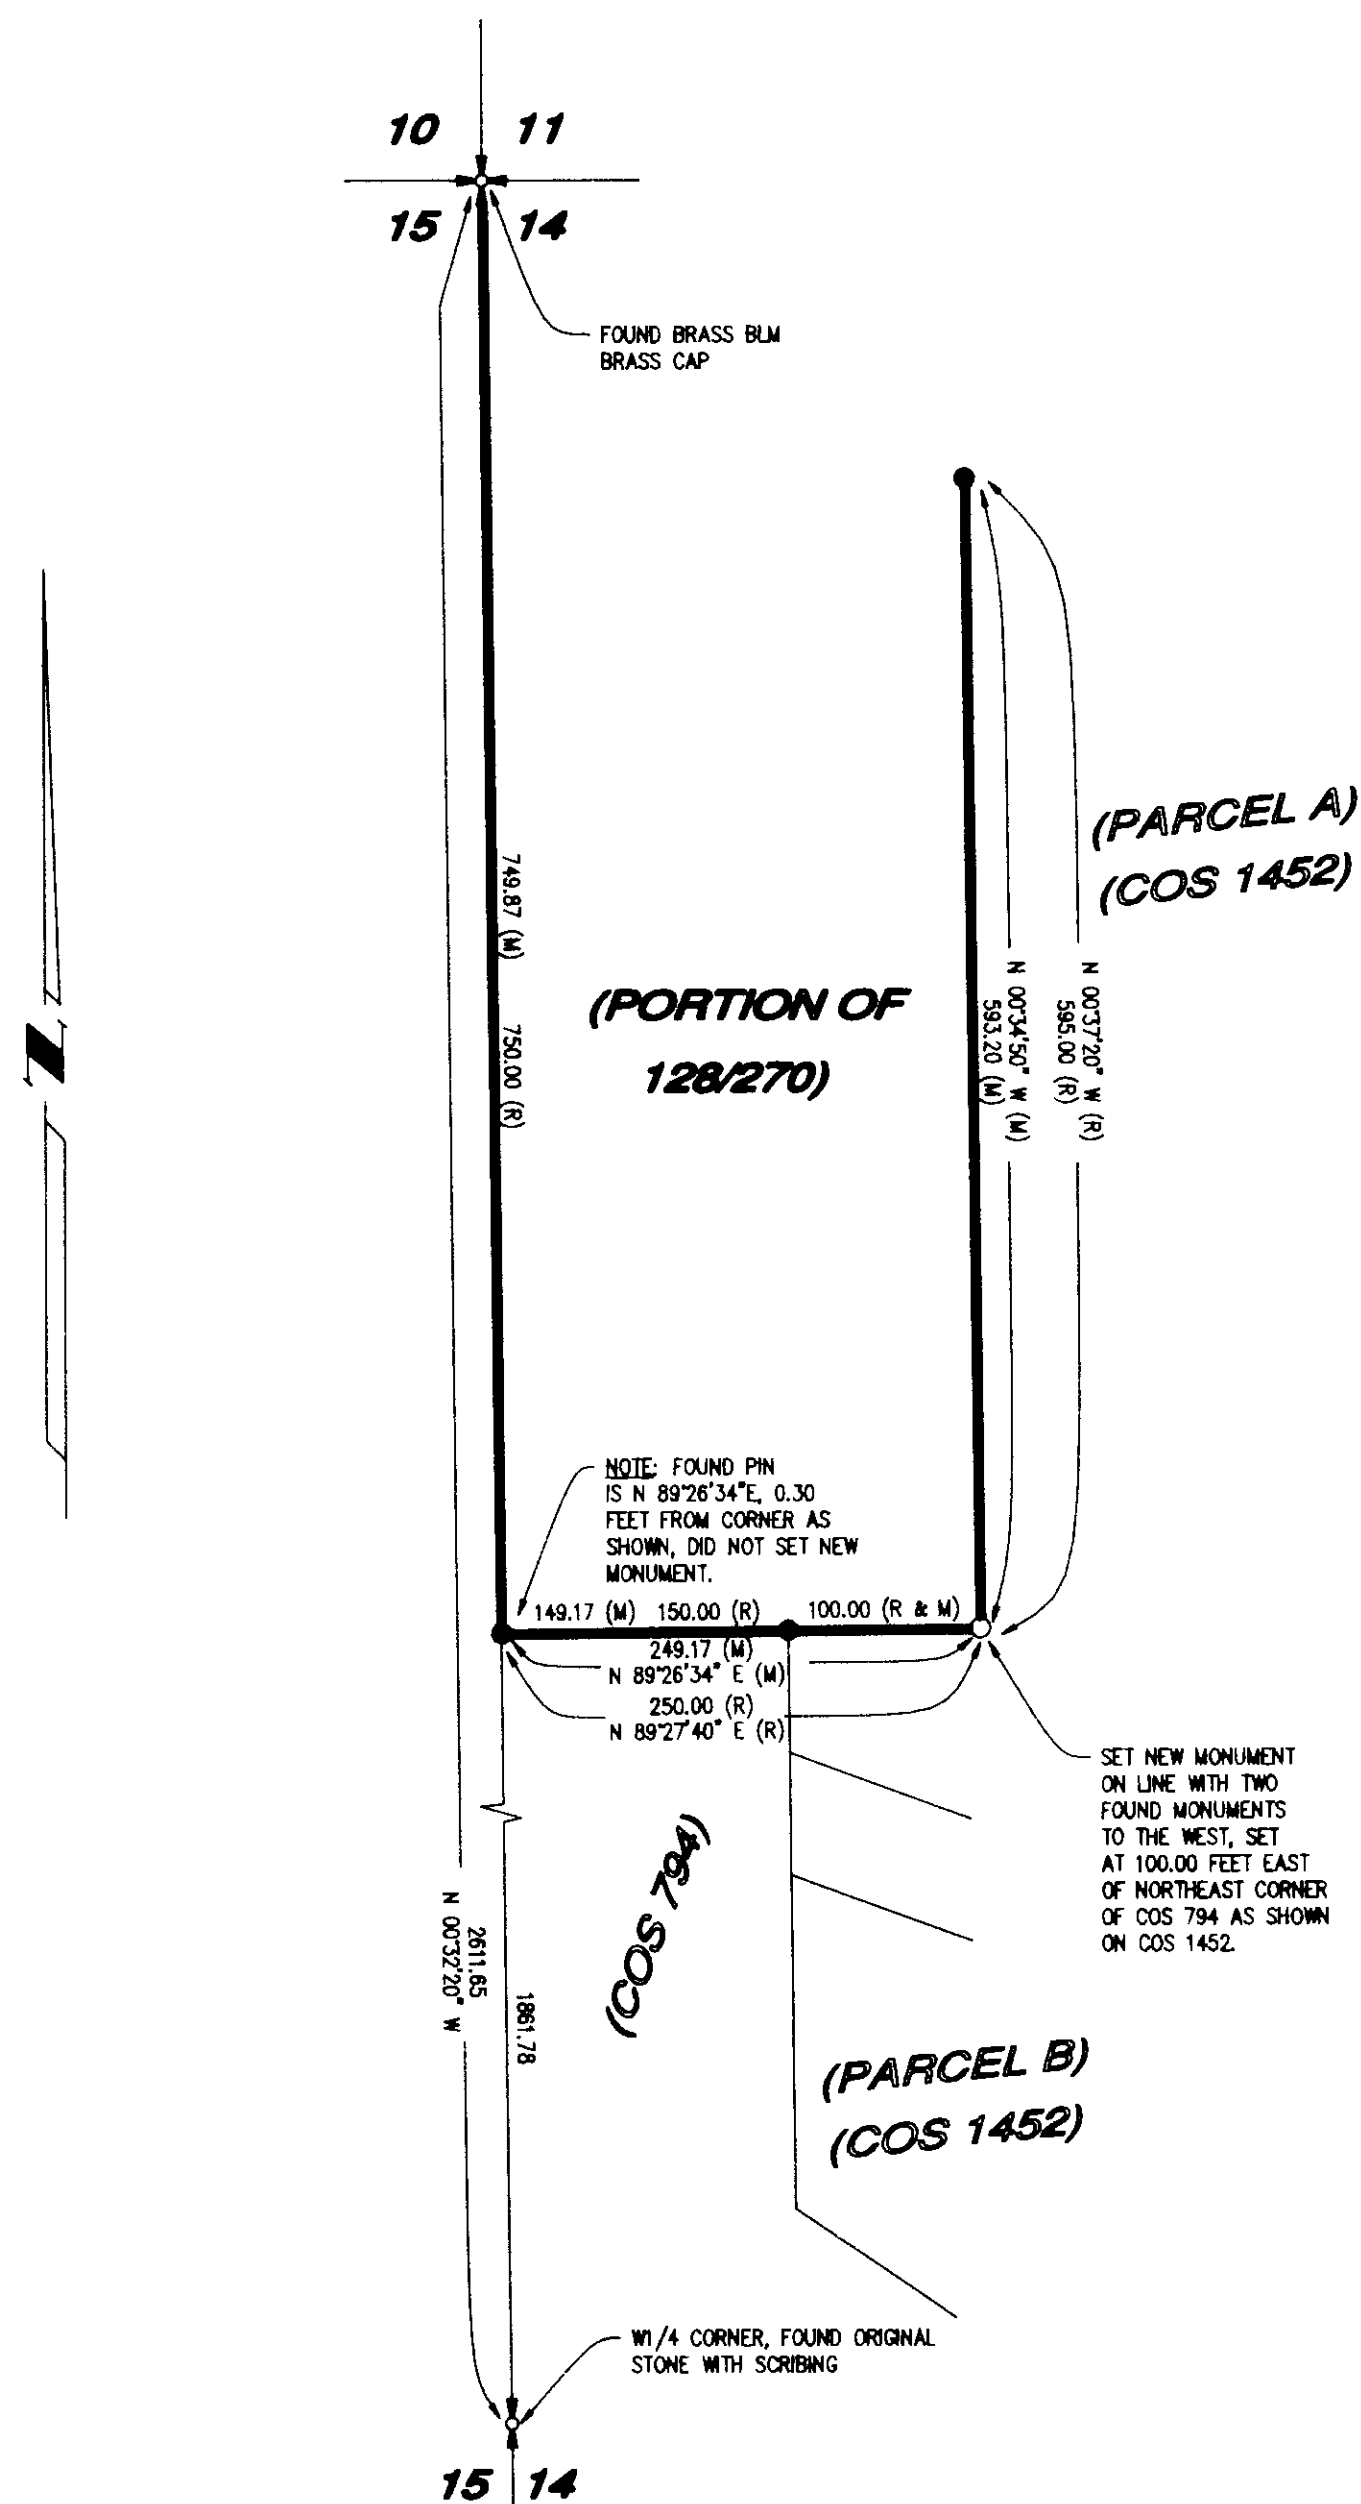 10 11
15 14
FOUND BRASS BLM
BRASS CAP
(PARCEL A)
(COS 1452)
749.87 (M) 750.00 (R)
(PORTION OF
128/270)
N 00°37'20" W (R)
595.00 (R)
N 00°34'50" W (M)
593.20 (M)
N
NOTE: FOUND PIN
IS N 89°26'34"E, 0.30
FEET FROM CORNER AS
SHOWN, DID NOT SET NEW
MONUMENT.
149.17 (M) 150.00 (R) 100.00 (R & M)
249.17 (M)
N 89°26'34" E (M)
250.00 (R)
N 89°27'40" E (R)
SET NEW MONUMENT
ON LINE WITH TWO
FOUND MONUMENTS
TO THE WEST, SET
AT 100.00 FEET EAST
OF NORTHEAST CORNER
OF COS 794 AS SHOWN
ON COS 1452.
(COS 794)
2611.65
N 00°32'20" W
1861.78
(PARCEL B)
(COS 1452)
W1/4 CORNER, FOUND ORIGINAL
STONE WITH SCRIBING
15 14